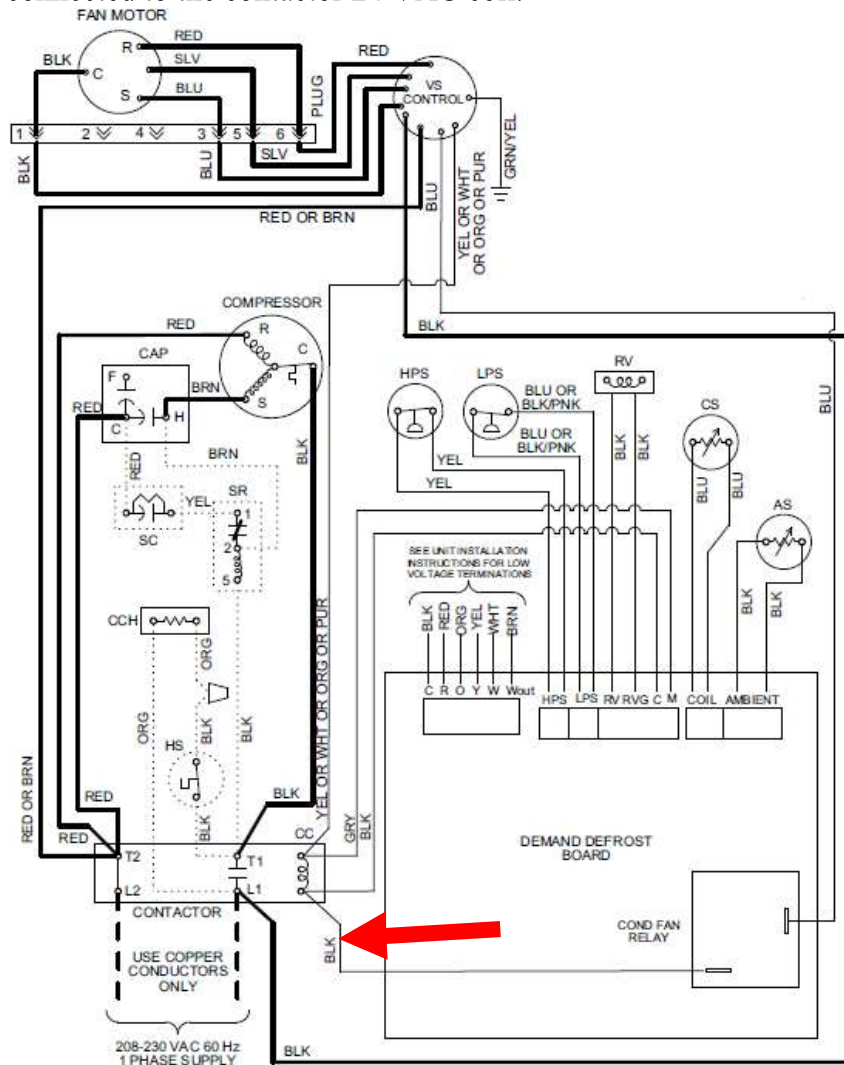 FAN MOTOR
RED
R
BLK
C
SLV
S
BLU
RED
VS
CONTROL
PLUG
1 2 4 3 5 6
BLK
BLU
SLV
GRN/YEL
BLU
YEL OR WHT
OR ORG OR PUR
RED OR BRN
COMPRESSOR
RED
R
C
S
BLK
CAP
F
BRN
RED
C
H
BLK
RED
BRN
HPS
LPS
RV
BLU OR
BLK/PNK
BLU OR
BLK/PNK
CS
BLU
YEL
YEL
BLK
BLK
BLU
BLU
AS
YEL
SR
1
SC
2
5
SEE UNIT INSTALLATION
INSTRUCTIONS FOR LOW
VOLTAGE TERMINATIONS
BLK
RED
ORG
YEL
WHT
BRN
BLK
BLK
CCH
ORG
ORG
BLK
BLK
YEL OR WHT OR ORG OR PUR
C R O Y W Wout
HPS LPS RV RVG C M
COIL AMBIENT
HS
BLK
RED OR BRN
RED
BLK
RED
CC
GRY
BLK
T2
T1
L2
L1
CONTACTOR
DEMAND DEFROST
BOARD
COND FAN
RELAY
BLK
USE COPPER
CONDUCTORS
ONLY
208-230 VAC 60 Hz
1 PHASE SUPPLY
BLK